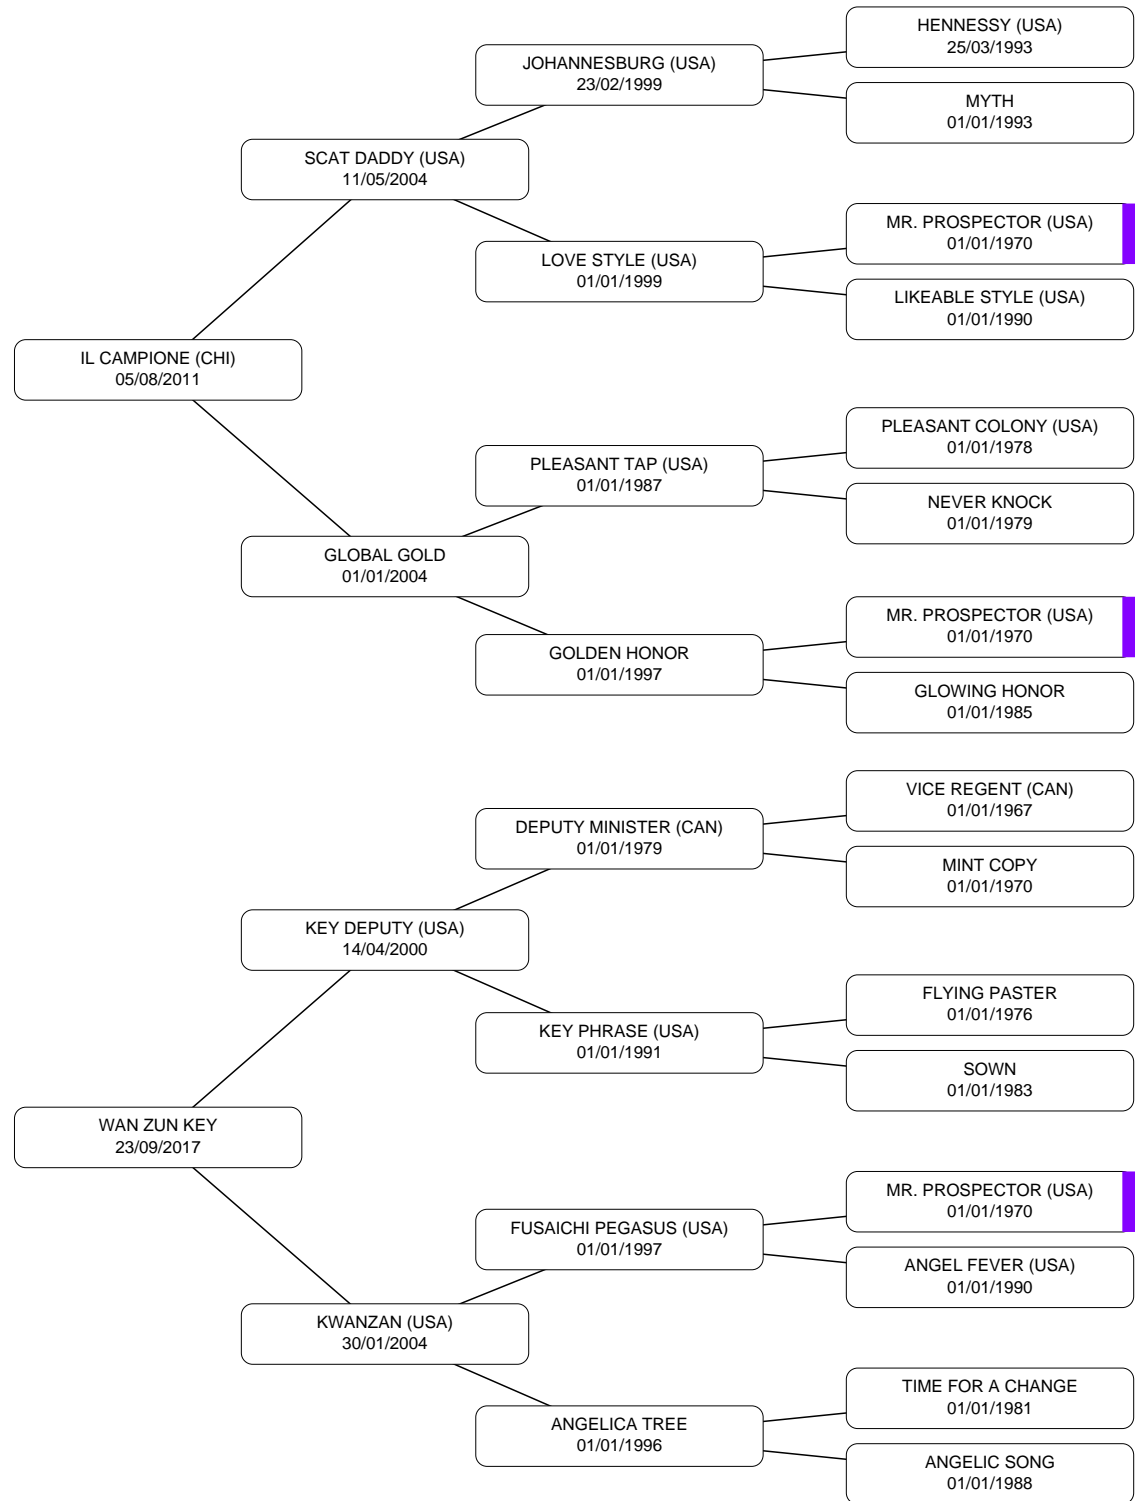 HENNESSY (USA)
25/03/1993
JOHANNESBURG (USA)
23/02/1999
MYTH
01/01/1993
SCAT DADDY (USA)
11/05/2004
MR. PROSPECTOR (USA)
01/01/1970
LOVE STYLE (USA)
01/01/1999
LIKEABLE STYLE (USA)
01/01/1990
IL CAMPIONE (CHI)
05/08/2011
PLEASANT COLONY (USA)
01/01/1978
PLEASANT TAP (USA)
01/01/1987
NEVER KNOCK
01/01/1979
GLOBAL GOLD
01/01/2004
MR. PROSPECTOR (USA)
01/01/1970
GOLDEN HONOR
01/01/1997
GLOWING HONOR
01/01/1985
VICE REGENT (CAN)
01/01/1967
DEPUTY MINISTER (CAN)
01/01/1979
MINT COPY
01/01/1970
KEY DEPUTY (USA)
14/04/2000
FLYING PASTER
01/01/1976
KEY PHRASE (USA)
01/01/1991
SOWN
01/01/1983
WAN ZUN KEY
23/09/2017
MR. PROSPECTOR (USA)
01/01/1970
FUSAICHI PEGASUS (USA)
01/01/1997
ANGEL FEVER (USA)
01/01/1990
KWANZAN (USA)
30/01/2004
TIME FOR A CHANGE
01/01/1981
ANGELICA TREE
01/01/1996
ANGELIC SONG
01/01/1988